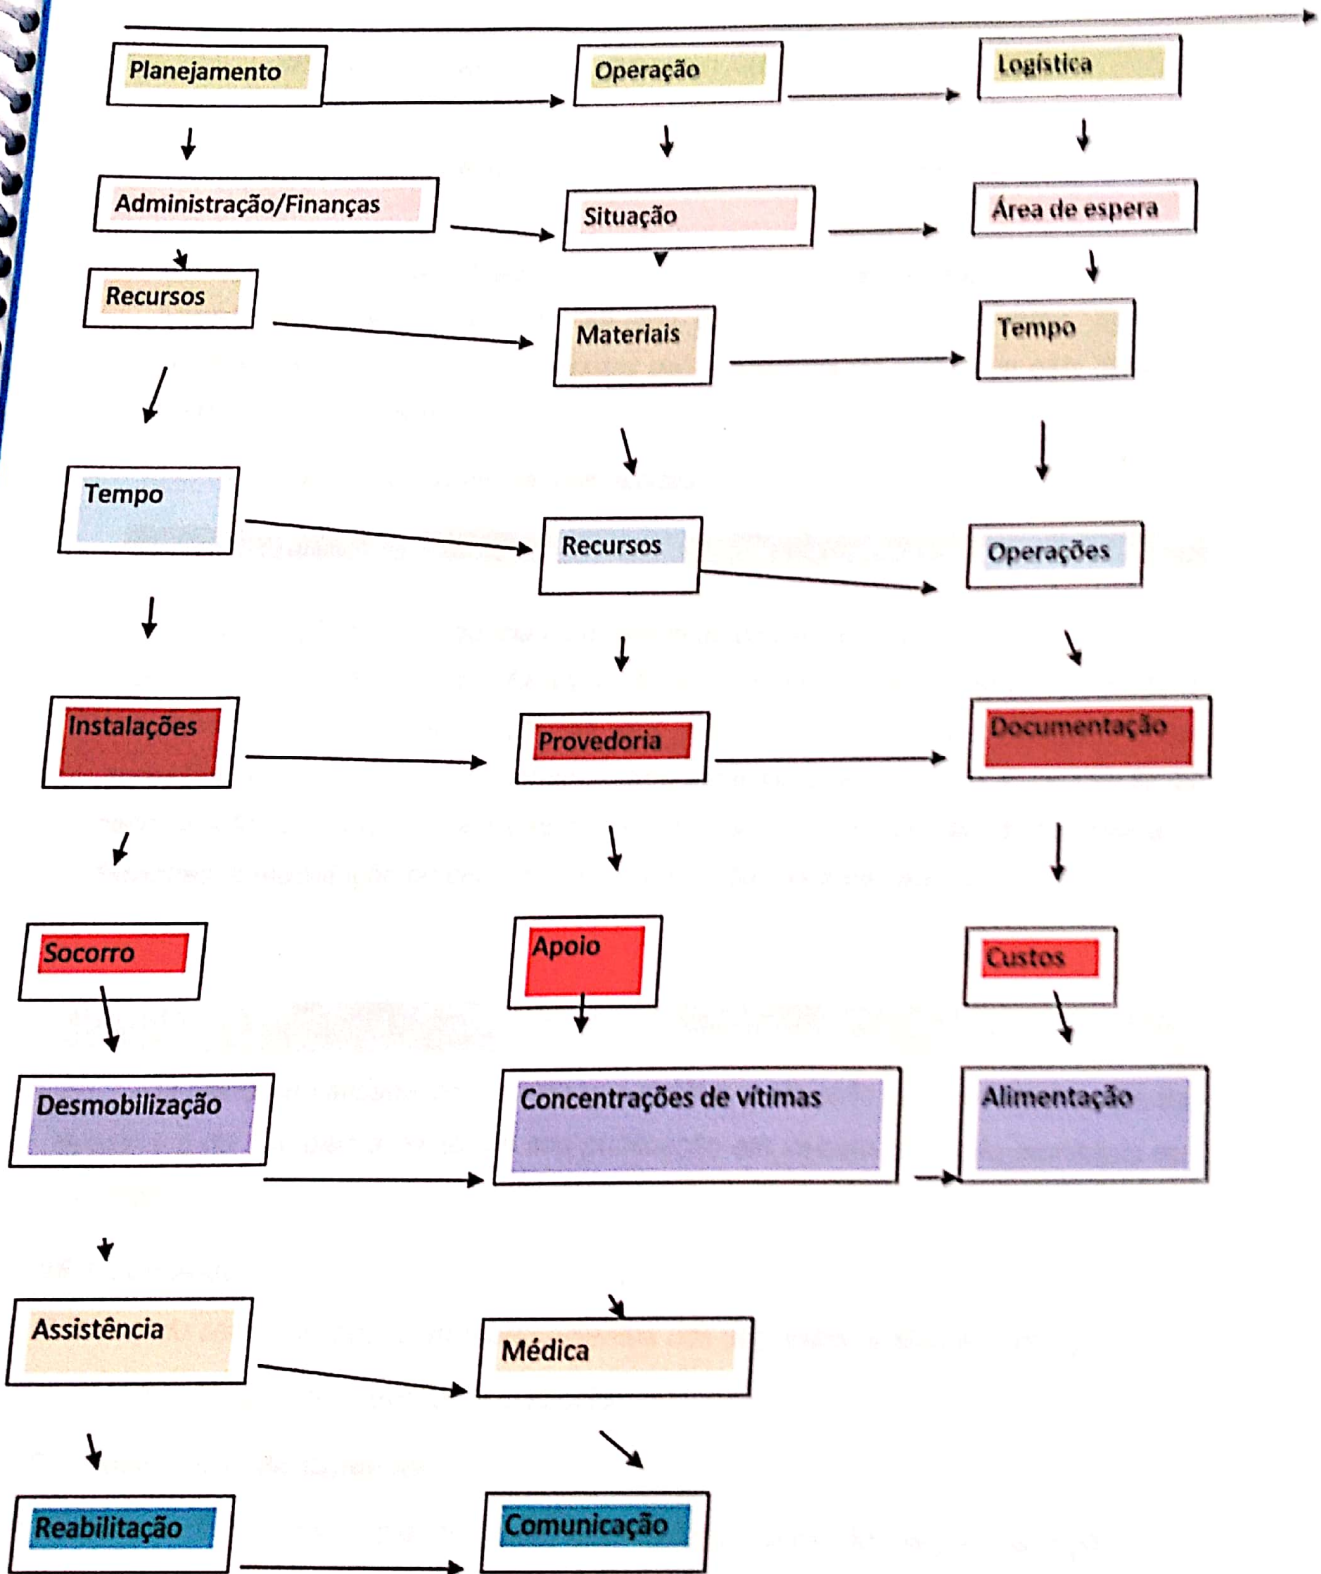 Planejamento
Operação
Logística
Administração/Finanças
Situação
Área de espera
Recursos
Materiais
Tempo
Tempo
Recursos
Operações
Instalações
Provedoria
Documentação
Socorro
Apoio
Custos
Desmobilização
Concentrações de vítimas
Alimentação
Assistência
Médica
Reabilitação
Comunicação